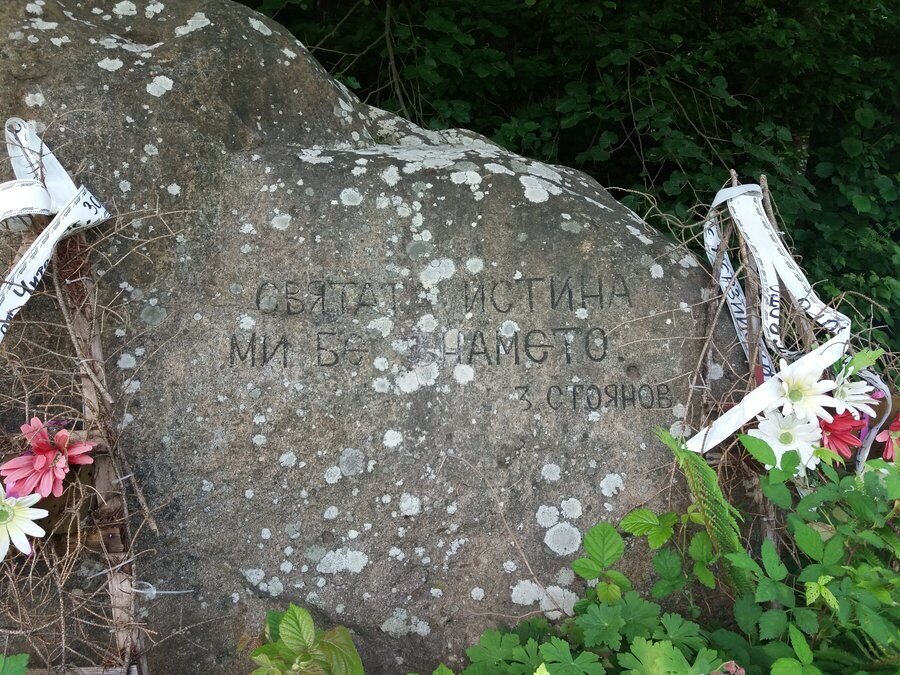 СВЯТАТА ИСТИНА
МИ БЕ ЗНАМЕТО.
З. СТОЯНОВ